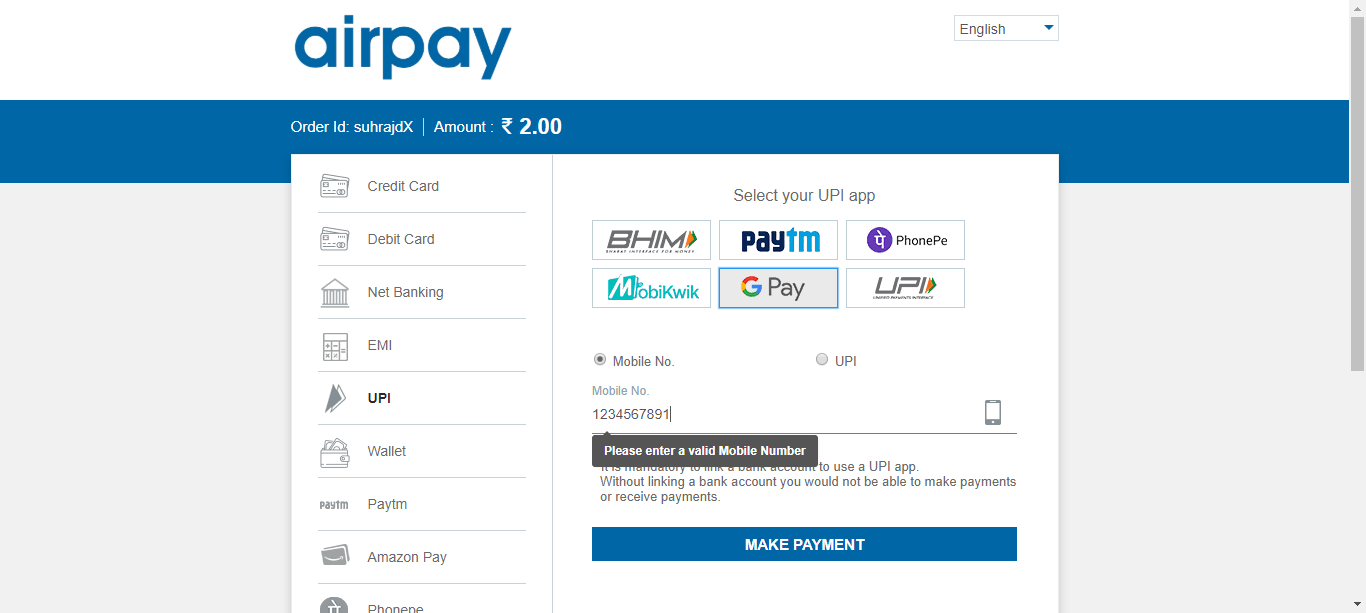 airpay
English
Order Id: suhrajdX Amount : ₹ 2.00
Credit Card
Debit Card
Net Banking
EMI
UPI
Wallet
paytm Paytm
Amazon Pay
Phonepe
Select your UPI app
BHIM
BHARAT INTERFACE FOR MONEY
paytm
पे PhonePe
MobiKwik
G Pay
UPI
UNIFIED PAYMENTS INTERFACE
Mobile No. UPI
Mobile No.
1234567891
Please enter a valid Mobile Number
It is mandatory to link a bank account to use a UPI app.
Without linking a bank account you would not be able to make payments
or receive payments.
MAKE PAYMENT